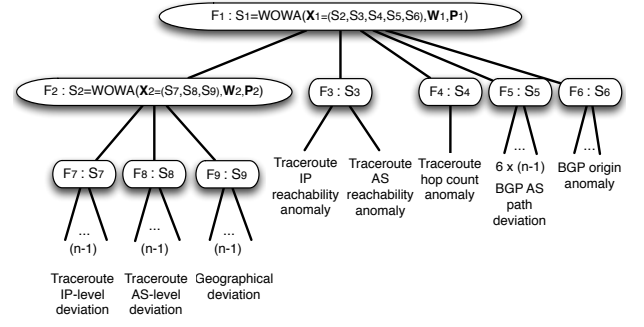 F1 : S1=WOWA(X1=(S2,S3,S4,S5,S6),W1,P1)
F2 : S2=WOWA(X2=(S7,S8,S9),W2,P2)
F3 : S3
F4 : S4
F5 : S5
F6 : S6
F7 : S7
F8 : S8
F9 : S9
Traceroute
IP
reachability
anomaly
Traceroute
AS
reachability
anomaly
Traceroute
hop count
anomaly
...
6 x (n-1)
BGP AS
path
deviation
...
BGP origin
anomaly
...
(n-1)
Traceroute
IP-level
deviation
...
(n-1)
Traceroute
AS-level
deviation
...
(n-1)
Geographical
deviation